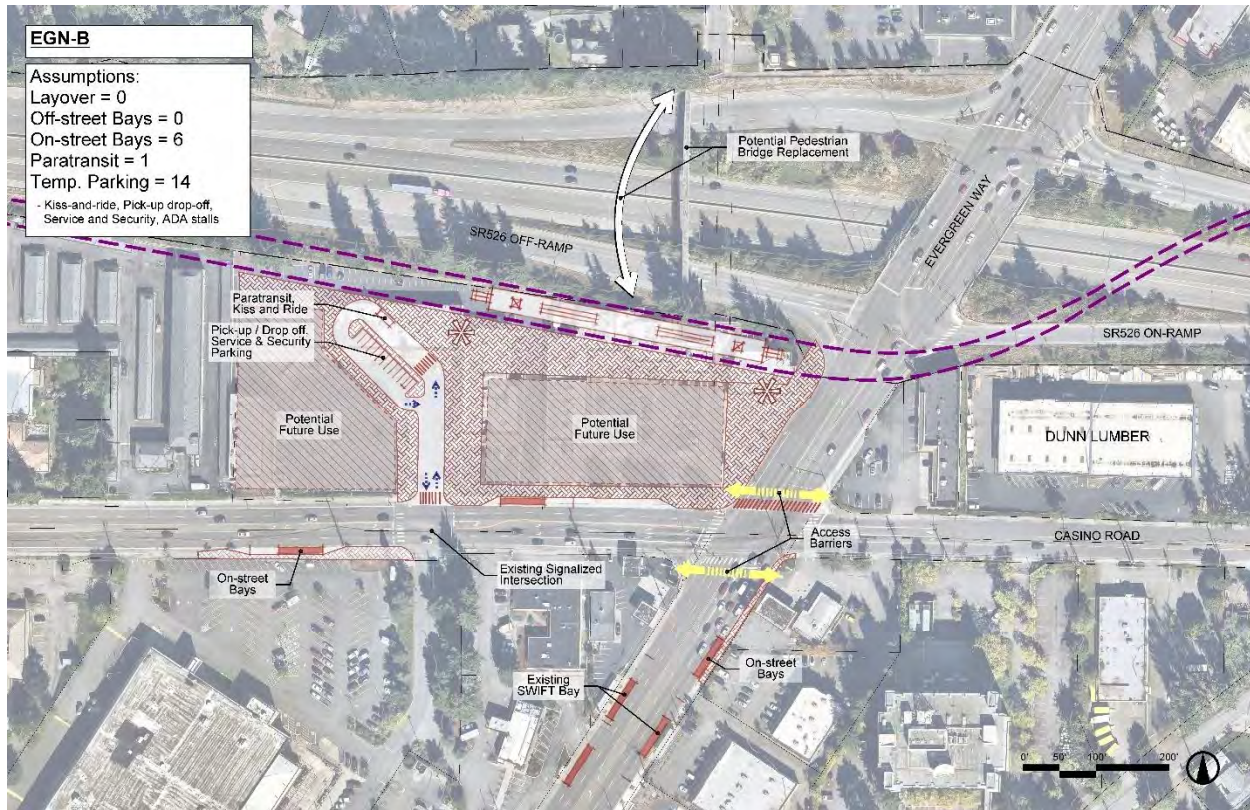 EGN-B
Assumptions:
Layover = 0
Off-street Bays = 0
On-street Bays = 6
Paratransit = 1
Temp. Parking = 14
- Kiss-and-ride, Pick-up drop-off,
Service and Security, ADA stalls
Potential Pedestrian
Bridge Replacement
EVERGREEN WAY
SR526 OFF-RAMP
SR526 ON-RAMP
Paratransit,
Kiss and Ride
Pick-up / Drop off,
Service & Security
Parking
Potential
Future Use
Potential
Future Use
DUNN LUMBER
Access
Barriers
CASINO ROAD
On-street
Bays
Existing Signalized
Intersection
On-street
Bays
Existing
SWIFT Bay
0' 50' 100' 200'